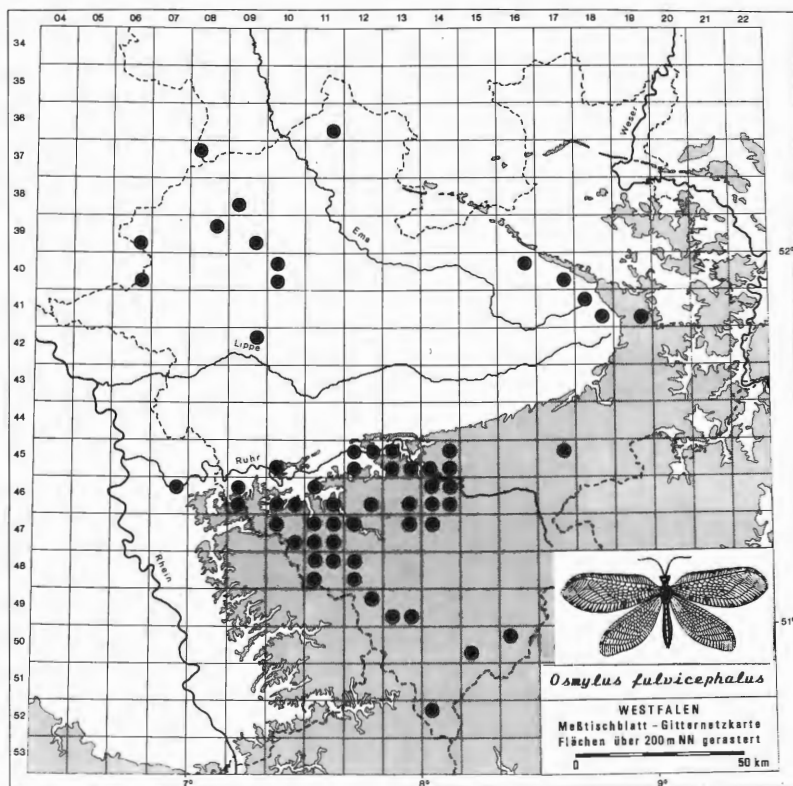 04 05 06 07 08 09 10 11 12 13 14 15 16 17 18 19 20 21 22
34
35
36
37
38
39
40
41
42
43
44
45
46
47
48
49
50
51
52
53
Weser
Ems
52°
Lippe
Ruhr
Rhein
51°
Osmylus fulvicephalus
WESTFALEN
Meßtischblatt - Gitternetzkarte
Flächen über 200 m NN gerastert
0 50 km
7° 8° 9°